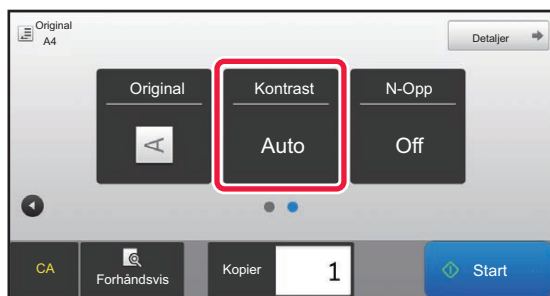 Original
A4
Detaljer
Original
Kontrast
N-Opp
A
Auto
Off
CA
Forhåndsvis
Kopier
1
Start